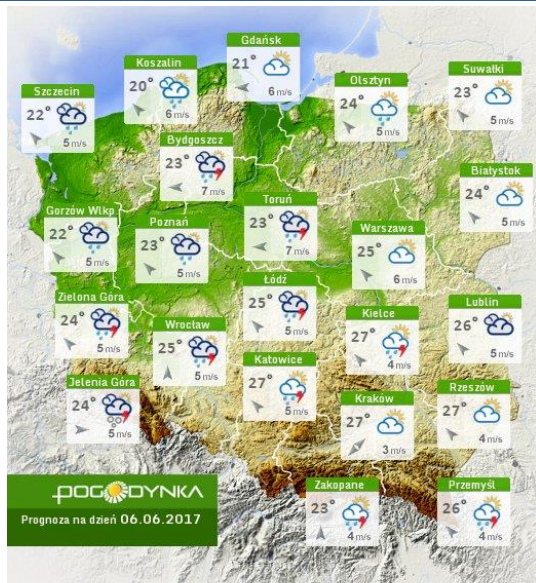 Gdańsk
21°
6 m/s
Koszalin
20°
6 m/s
Suwałki
23°
5 m/s
Olsztyn
24°
5 m/s
Szczecin
22°
5 m/s
Bydgoszcz
23°
7 m/s
Białystok
24°
5 m/s
Toruń
23°
7 m/s
Gorzów Wlkp
22°
5 m/s
Poznań
23°
5 m/s
Warszawa
25°
6 m/s
Łódź
25°
5 m/s
Zielona Góra
24°
5 m/s
Lublin
26°
5 m/s
Kielce
27°
4 m/s
Wrocław
25°
5 m/s
Katowice
27°
5 m/s
Jelenia Góra
24°
5 m/s
Rzeszów
27°
4 m/s
Kraków
27°
3 m/s
Zakopane
23°
4 m/s
Przemyśl
26°
4 m/s
POGODYNKA
Prognoza na dzień 06.06.2017